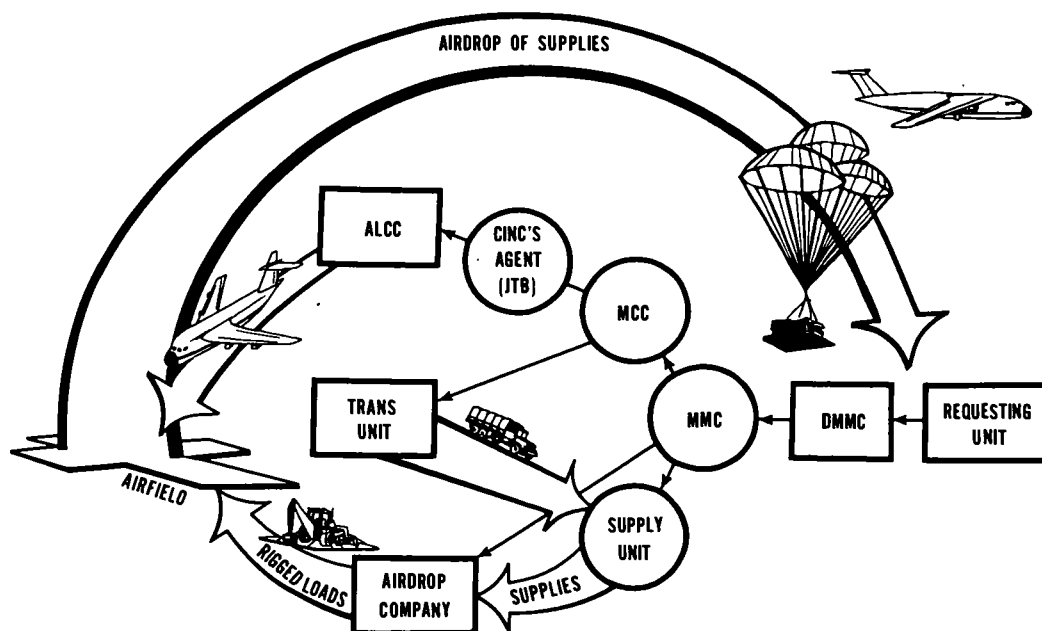 AIRDROP OF SUPPLIES
ALCC
CINC'S
AGENT
(JTB)
MCC
TRANS
UNIT
MMC
DMMC
REQUESTING
UNIT
AIRFIELD
SUPPLY
UNIT
RIGGED LOADS
AIRDROP
COMPANY
SUPPLIES